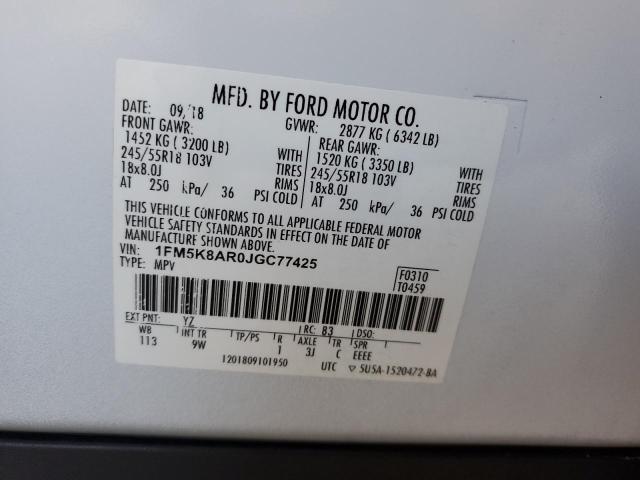 MFD. BY FORD MOTOR CO.
DATE: 09/18 GVWR: 2877 KG ( 6342 LB)
FRONT GAWR: REAR GAWR:
1452 KG ( 3200 LB) WITH 1520 KG ( 3350 LB) WITH
245/55R18 103V TIRES 245/55R18 103V TIRES
18x8.0J RIMS 18x8.0J RIMS
AT 250 kPa/ 36 PSI COLD AT 250 kPa/ 36 PSI COLD
THIS VEHICLE CONFORMS TO ALL APPLICABLE FEDERAL MOTOR
VEHICLE SAFETY STANDARDS IN EFFECT ON THE DATE OF
MANUFACTURE SHOWN ABOVE.
VIN: 1FM5K8AR0JGC77425
TYPE: MPV
F0310
T0459
EXT PNT: YZ RC: 83 DSO:
WB INT TR TP/PS R AXLE TR SPR
113 9W 1 3J C EEEE
1201809101950 UTC ▽ 5U5A-1520472-BA